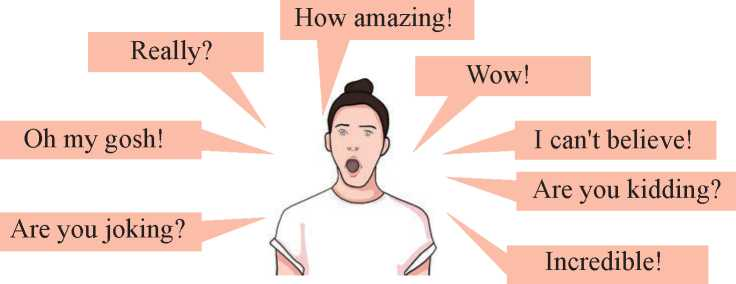 How amazing!
Really?
Wow!
Oh my gosh!
I can't believe!
Are you kidding?
Are you joking?
Incredible!